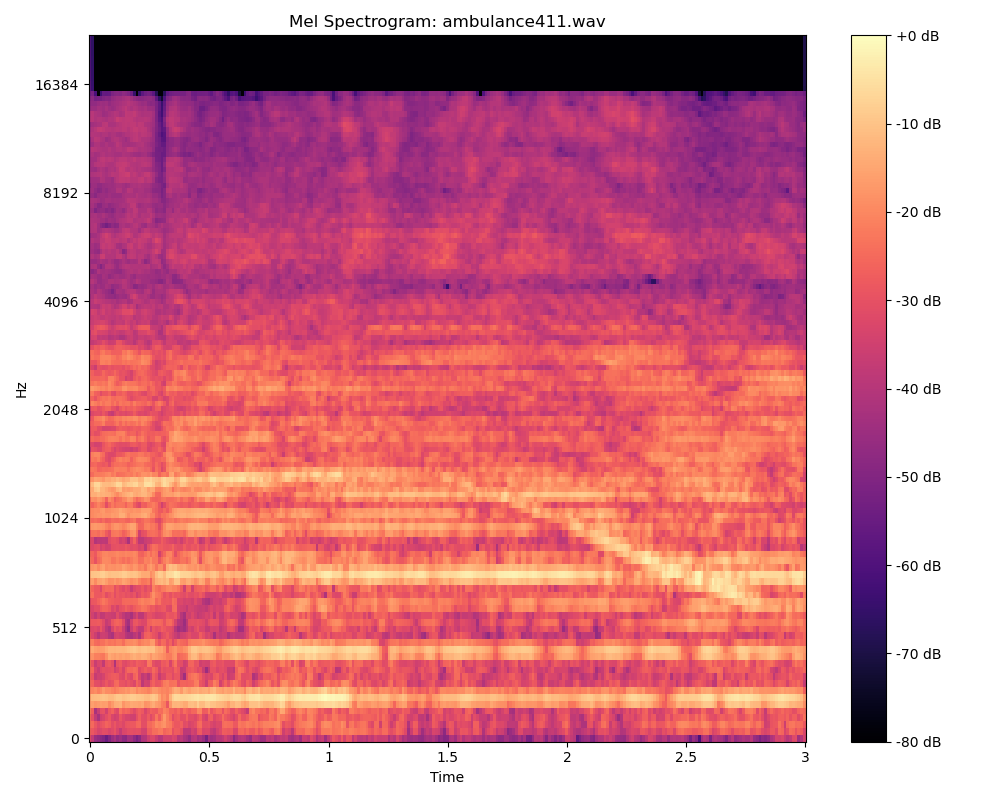 Mel Spectrogram: ambulance411.wav
+0 dB
16384
-10 dB
8192
-20 dB
4096
-30 dB
Hz
2048
-40 dB
-50 dB
1024
-60 dB
512
-70 dB
0
-80 dB
0 0.5 1 1.5 2 2.5 3
Time